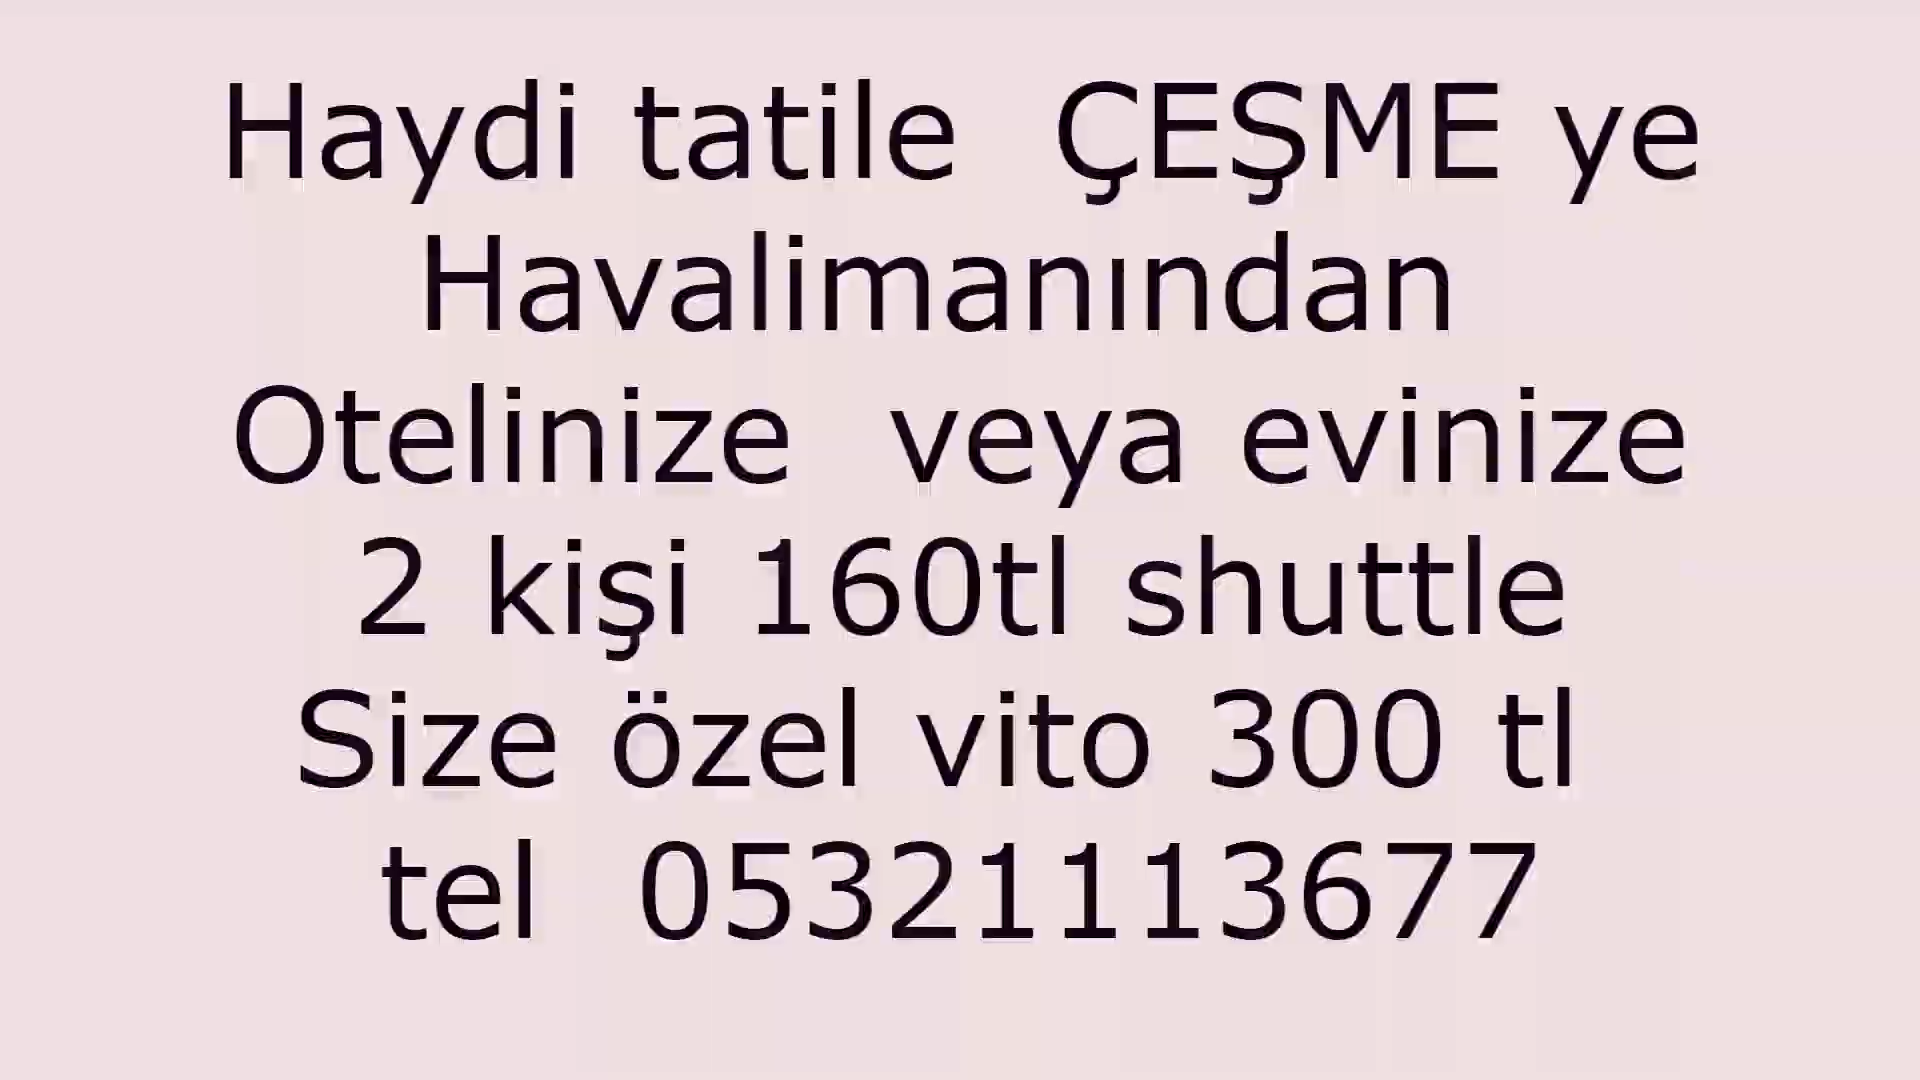 Haydi tatile ÇEŞME ye
Havalimanından
Otelinize veya evinize
2 kişi 160tl shuttle
Size özel vito 300 tl
tel 05321113677